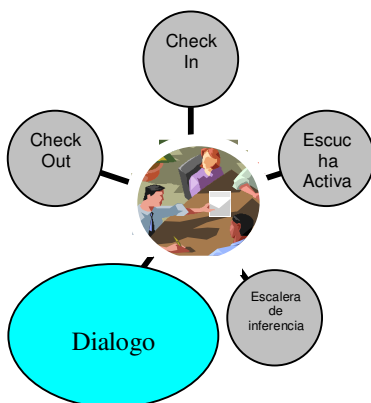 Check
In
Check
Out
Escuc
ha
Activa
Escalera
de
inferencia
Dialogo